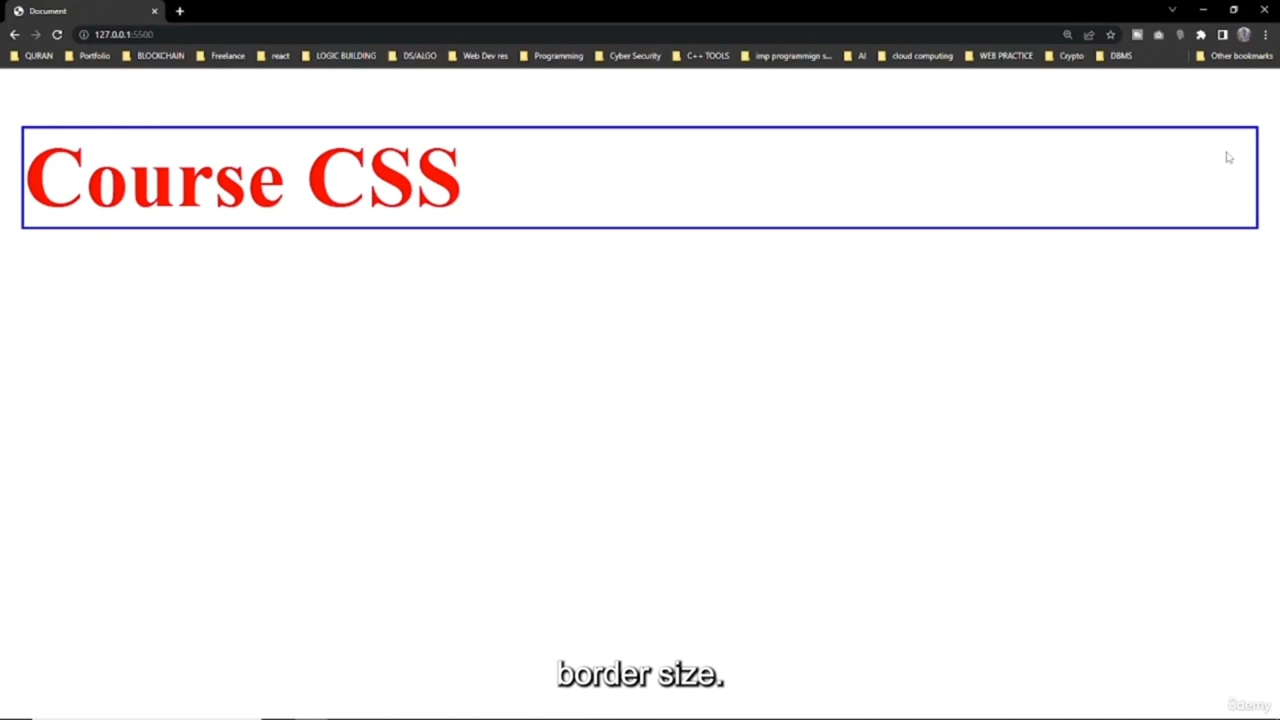 Document
127.0.0.1:5500
QURAN Portfolio BLOCKCHAIN Freelance react LOGIC BUILDING DS/ALGO Web Dev res Programming Cyber Security C++ TOOLS imp programmign s... AI cloud computing WEB PRACTICE Crypto DBMS Other bookmarks
Course CSS
border size.
ûdemy